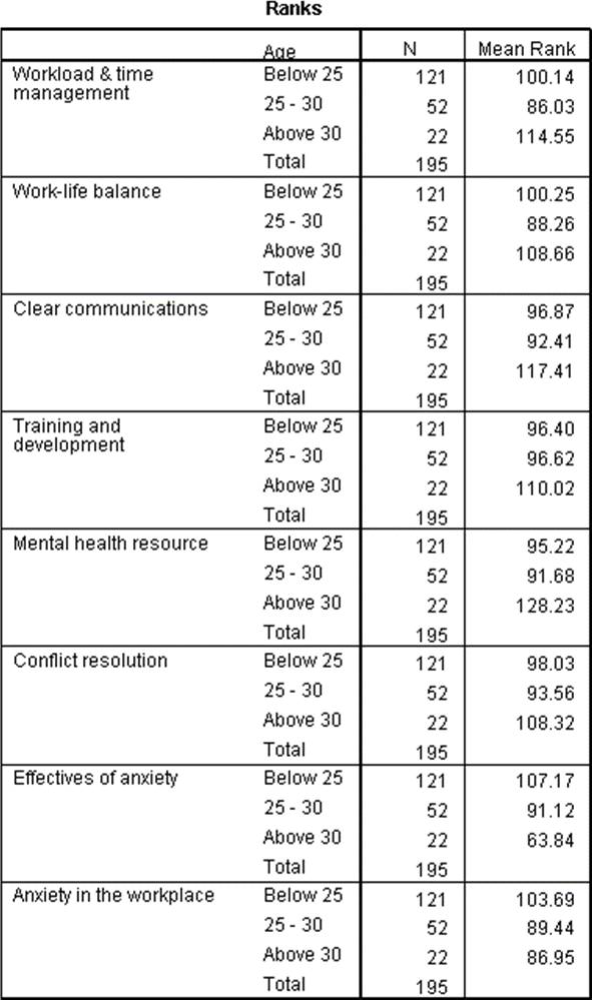 Ranks
Age N Mean Rank
Workload & time management Below 25 121 100.14
25 - 30 52 86.03
Above 30 22 114.55
Total 195
Work-life balance Below 25 121 100.25
25 - 30 52 88.26
Above 30 22 108.66
Total 195
Clear communications Below 25 121 96.87
25 - 30 52 92.41
Above 30 22 117.41
Total 195
Training and development Below 25 121 96.40
25 - 30 52 96.62
Above 30 22 110.02
Total 195
Mental health resource Below 25 121 95.22
25 - 30 52 91.68
Above 30 22 128.23
Total 195
Conflict resolution Below 25 121 98.03
25 - 30 52 93.56
Above 30 22 108.32
Total 195
Effectives of anxiety Below 25 121 107.17
25 - 30 52 91.12
Above 30 22 63.84
Total 195
Anxiety in the workplace Below 25 121 103.69
25 - 30 52 89.44
Above 30 22 86.95
Total 195